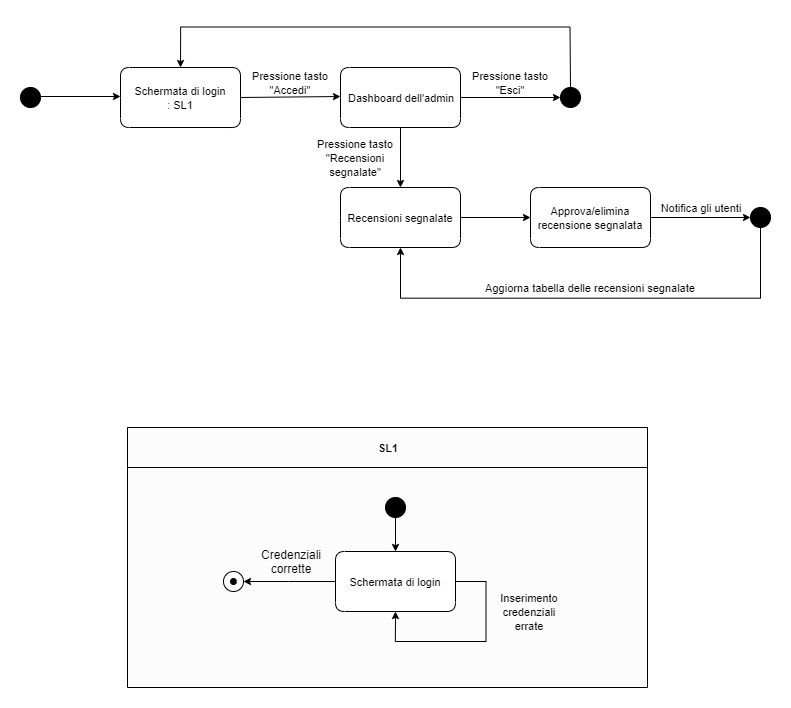 Schermata di login
: SL1
Pressione tasto
"Accedi"
Dashboard dell'admin
Pressione tasto
"Esci"
Pressione tasto
"Recensioni
segnalate"
Recensioni segnalate
Approva/elimina
recensione segnalata
Notifica gli utenti
Aggiorna tabella delle recensioni segnalate
SL1
Credenziali
corrette
Schermata di login
Inserimento
credenziali
errate